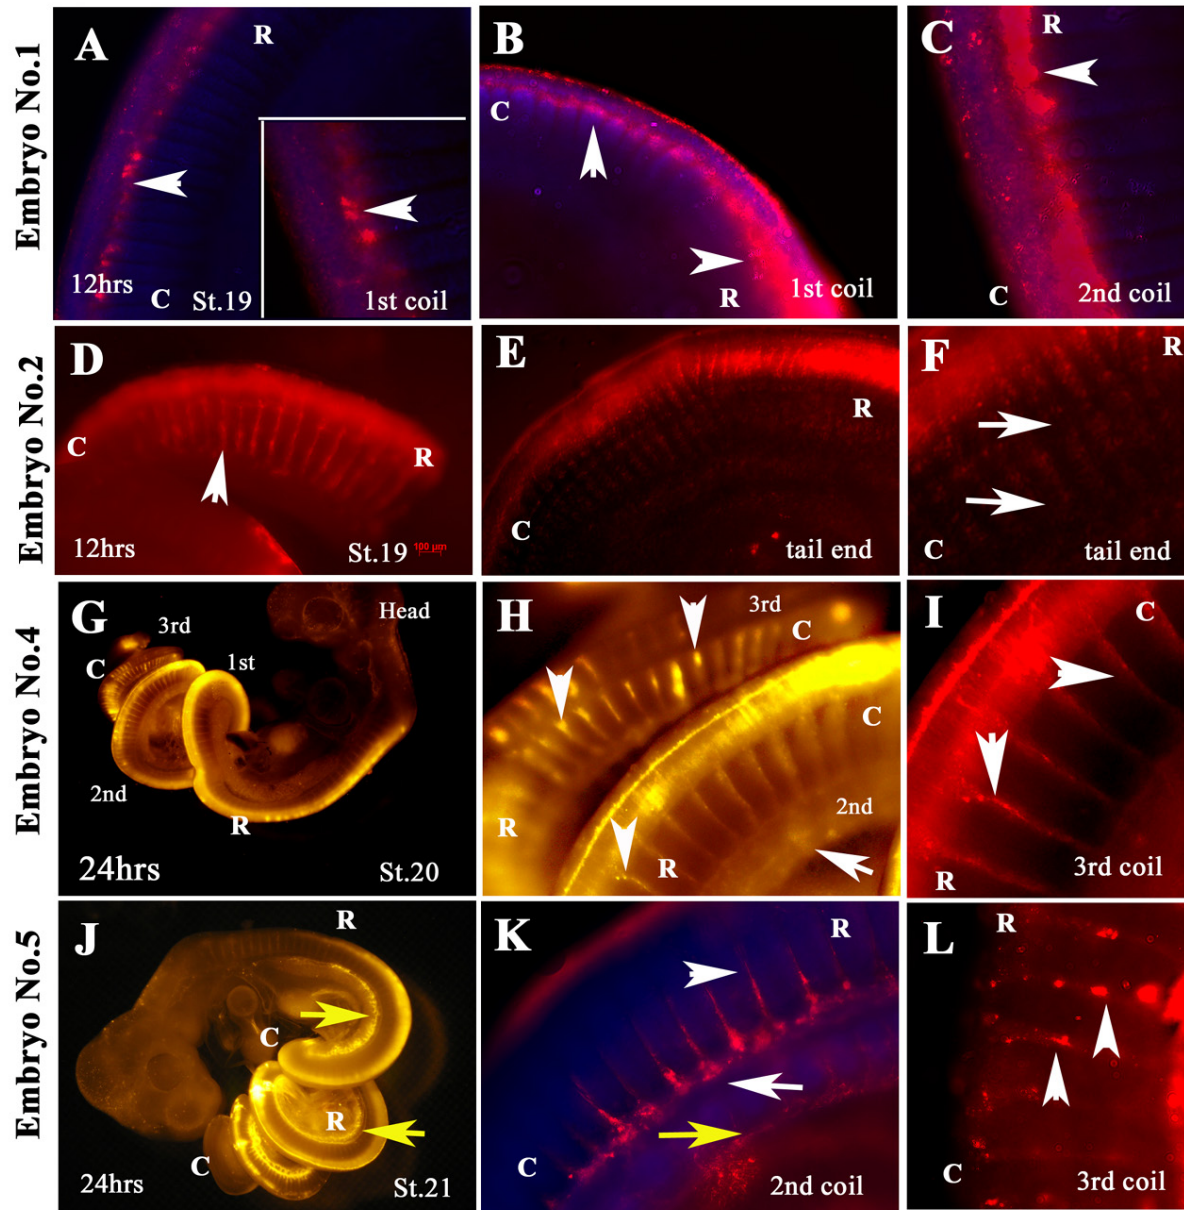 Embryo No.1
A
R
12hrs
C
St.19
1st coil
B
C
R
1st coil
C
C
2nd coil
Embryo No.2
D
C
R
12hrs
St.19
100 µm
E
R
C
tail end
F
R
C
tail end
Embryo No.4
G
Head
3rd
C
1st
2nd
R
24hrs
St.20
H
3rd
C
C
2nd
R
R
I
C
R
3rd coil
Embryo No.5
J
R
C
R
C
24hrs
St.21
K
R
C
2nd coil
L
R
C
3rd coil